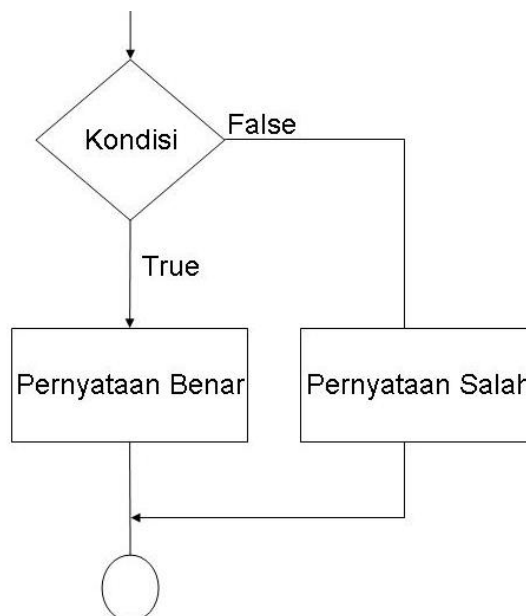 Kondisi
False
True
Pernyataan Benar
Pernyataan Salah